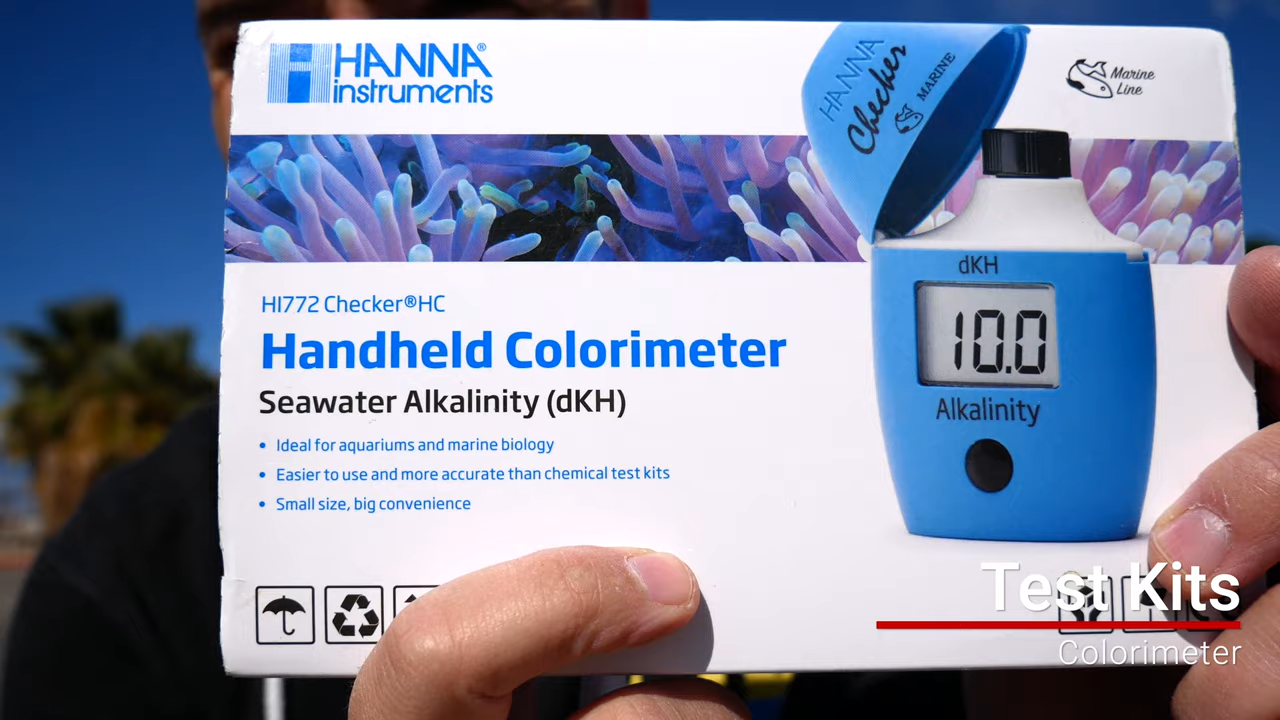 HANNA®
instruments
HANNA
Checker
MARINE
Marine
Line
HI772 Checker®HC
Handheld Colorimeter
Seawater Alkalinity (dKH)
• Ideal for aquariums and marine biology
• Easier to use and more accurate than chemical test kits
• Small size, big convenience
dKH
10.0
Alkalinity
Test Kits
Colorimeter